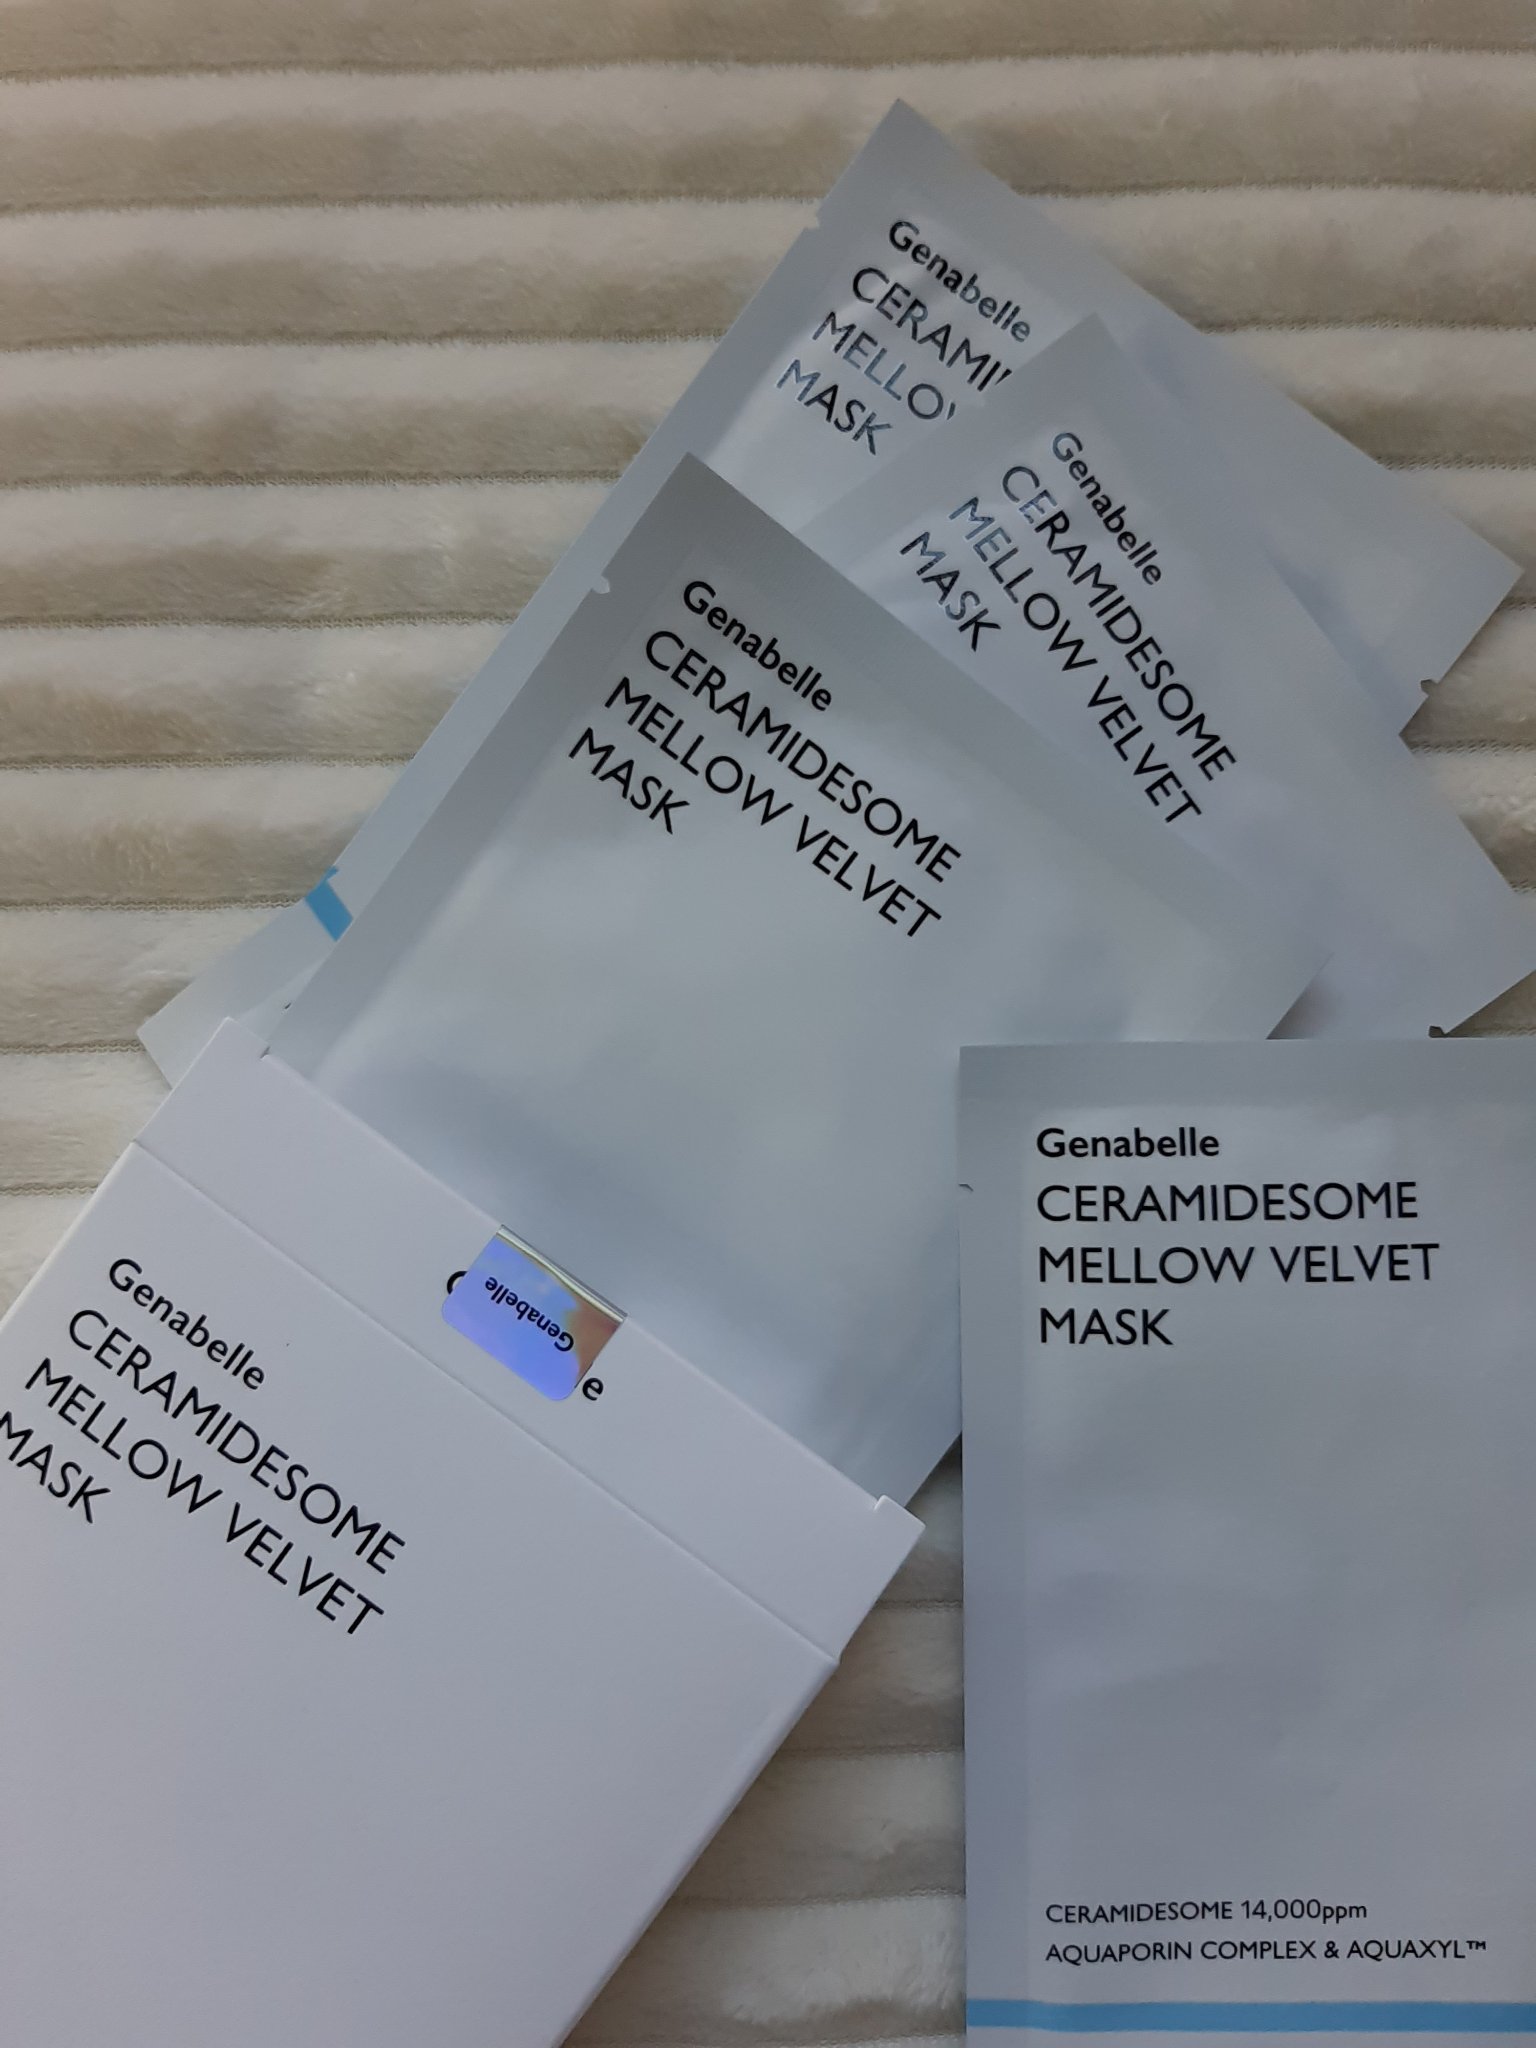 Genabelle
CERAMI
MELLO
MASK
Genabelle
CERAMIDESOME
MELLOW VELVET
MASK
Genabelle
CERAMIDESOME
MELLOW VELVET
MASK
Genabelle
CERAMIDESOME
MELLOW VELVET
MASK
CERAMIDESOME 14,000ppm
AQUAPORIN COMPLEX & AQUAXYL™
Genabelle
Genabelle
CERAMIDESOME
MELLOW VELVET
MASK